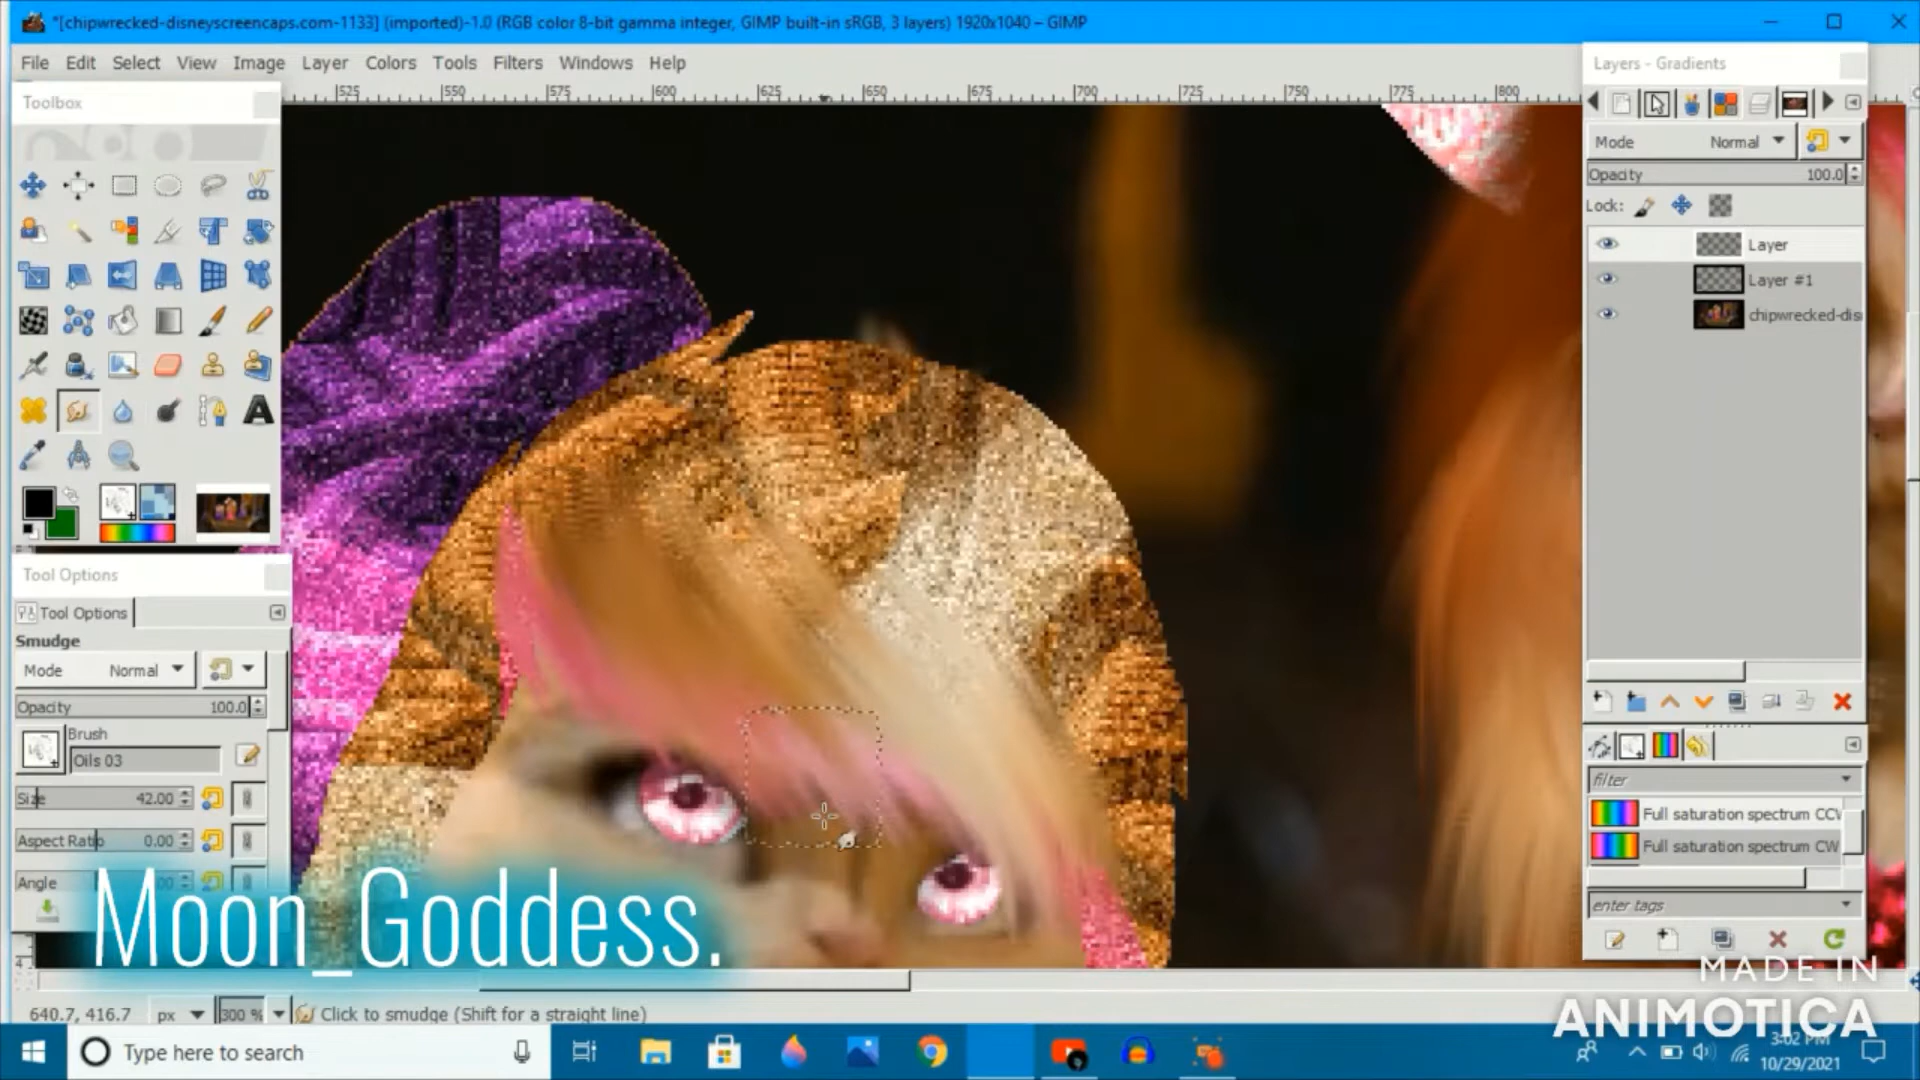 *[chipwrecked-disneyscreencaps.com-1133] (imported)-1.0 (RGB color 8-bit gamma integer, GIMP built-in sRGB, 3 layers) 1920x1040 – GIMP
File Edit Select View Image Layer Colors Tools Filters Windows Help
Layers - Gradients
Toolbox
525 550 575 600 625 650 675 700 725 750 775 800
Mode Normal
Opacity 100.0
Lock:
Layer
Layer #1
chipwrecked-dis
Tool Options
Tool Options
Smudge
Mode Normal
Opacity 100.0
Brush
Oils 03
Size 42.00
Aspect Ratio 0.00
Angle
filter
Full saturation spectrum CCW
Full saturation spectrum CW
enter tags
Moon_Goddess.
MADE IN
ANIMOTICA
640.7, 416.7 px 300 % Click to smudge (Shift for a straight line)
Type here to search
3:02 PM
10/29/2021